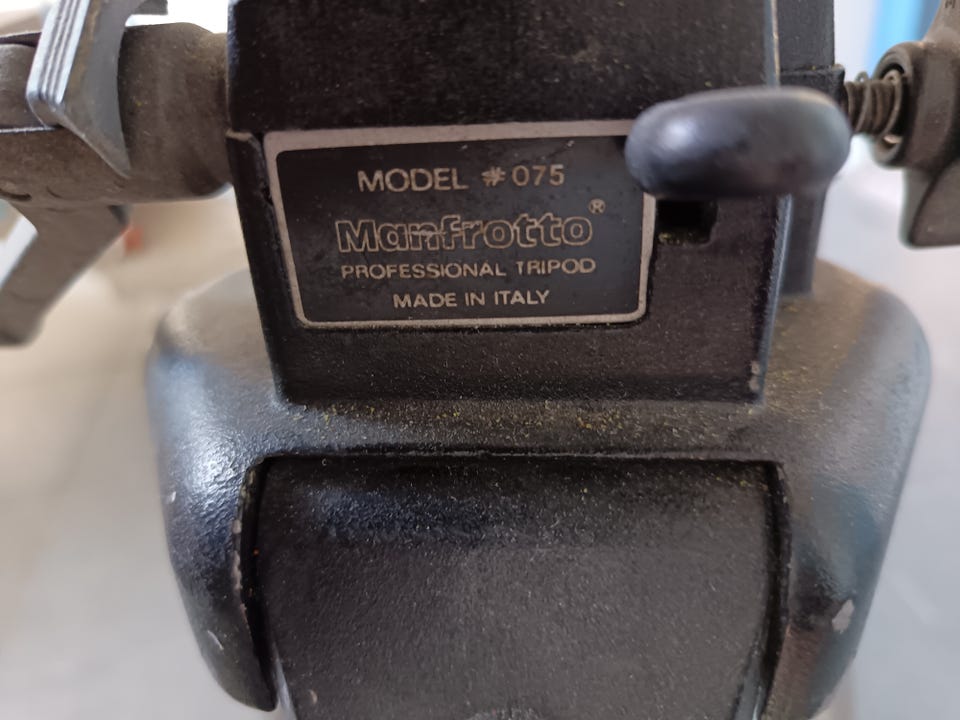 MODEL #075
Manfrotto®
PROFESSIONAL TRIPOD
MADE IN ITALY